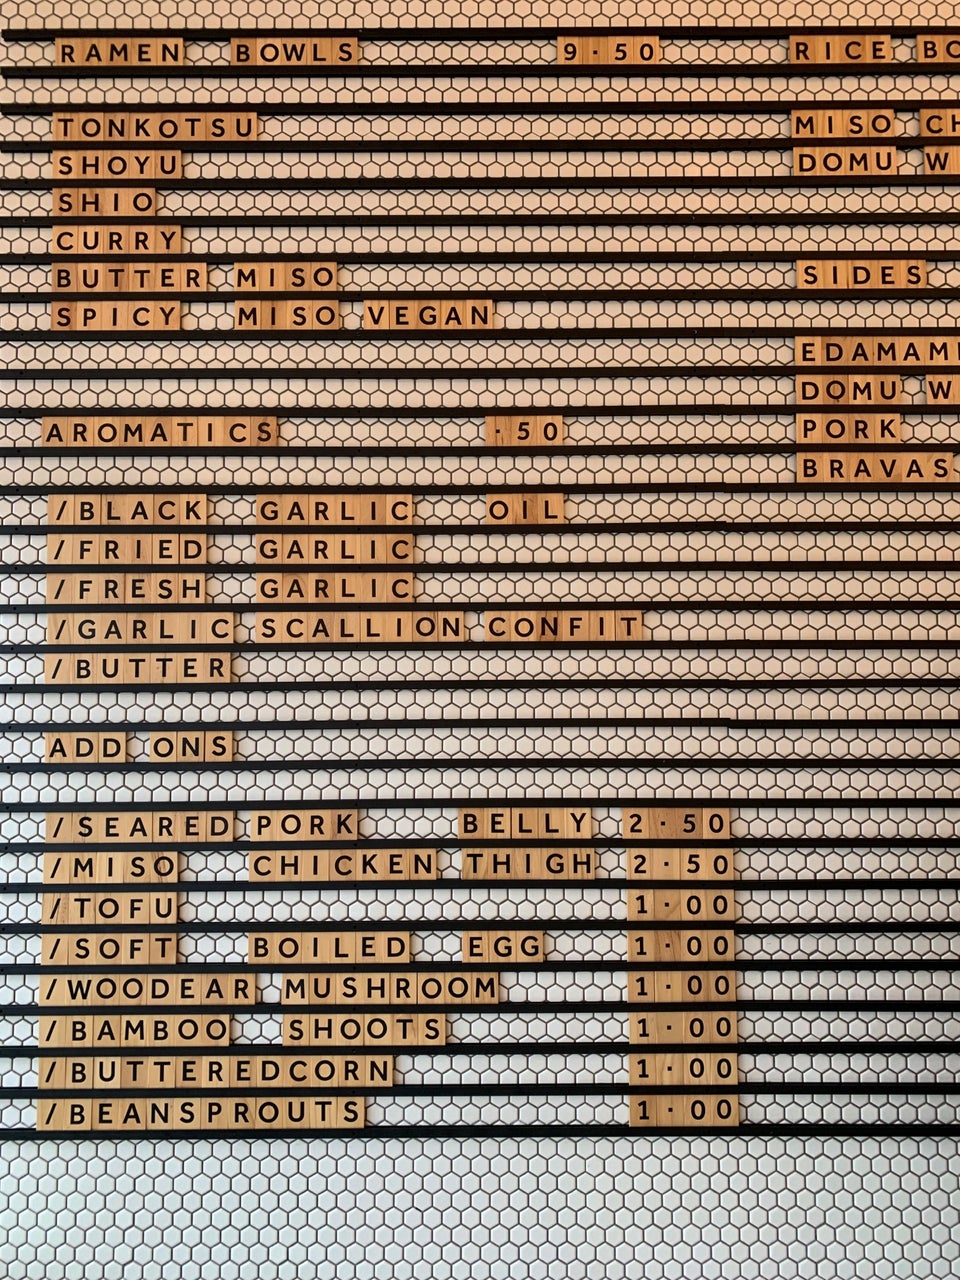 RAMEN BOWLS 9.50
TONKOTSU
SHOYU
SHIO
CURRY
BUTTER MISO
SPICY MISO VEGAN
AROMATICS .50
/BLACK GARLIC OIL
/FRIED GARLIC
/FRESH GARLIC
/GARLIC SCALLION CONFIT
/BUTTER
ADD ONS
/SEARED PORK BELLY 2.50
/MISO CHICKEN THIGH 2.50
/TOFU 1.00
/SOFT BOILED EGG 1.00
/WOODEAR MUSHROOM 1.00
/BAMBOO SHOOTS 1.00
/BUTTEREDCORN 1.00
/BEANSPROUTS 1.00
RICE
MISO
DOMU
SIDES
DOMU
PORK
BRAVAS